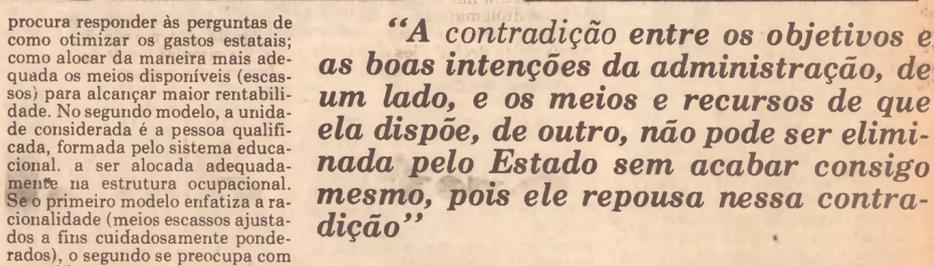 procura responder às perguntas de
como otimizar os gastos estatais;
como alocar da maneira mais ade-
quada os meios disponíveis (escas-
sos) para alcançar maior rentabili-
dade. No segundo modelo, a unida-
de considerada é a pessoa qualifi-
cada, formada pelo sistema educa-
cional. a ser alocada adequada-
mente na estrutura ocupacional.
Se o primeiro modelo enfatiza a ra-
cionalidade (meios escassos ajusta-
dos a fins cuidadosamente ponde-
rados), o segundo se preocupa com
“A contradição entre os objetivos e
as boas intenções da administração, de
um lado, e os meios e recursos de que
ela dispõe, de outro, não pode ser elimi-
nada pelo Estado sem acabar consigo
mesmo, pois ele repousa nessa contra-
dição”